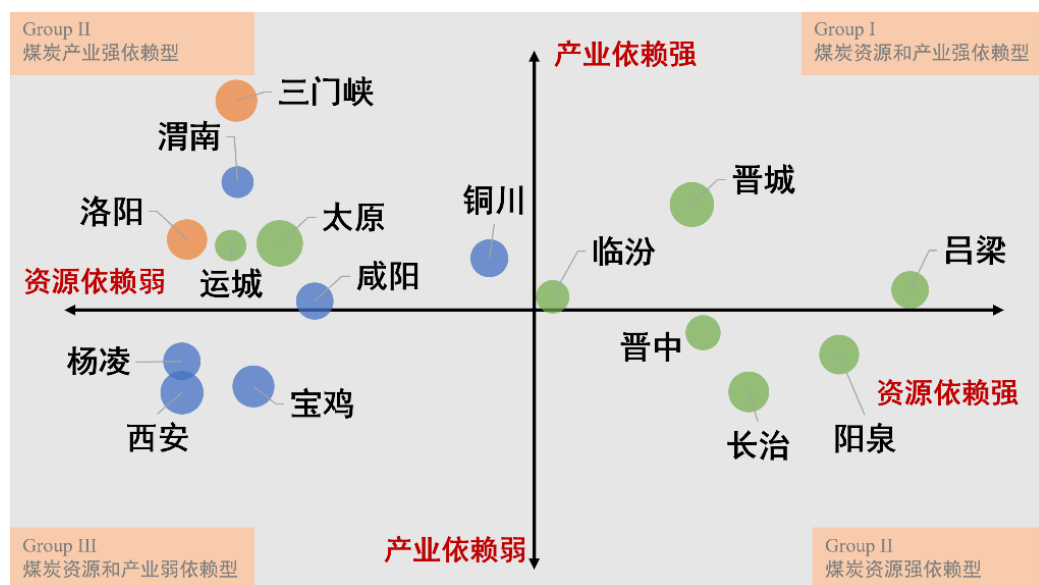 Group II
煤炭产业强依赖型
Group I
煤炭资源和产业强依赖型
产业依赖强
三门峡
渭南
晋城
铜川
洛阳
太原
临汾
吕梁
资源依赖弱
运城
咸阳
晋中
杨凌
宝鸡
资源依赖强
西安
长治
阳泉
Group III
煤炭资源和产业弱依赖型
产业依赖弱
Group II
煤炭资源强依赖型